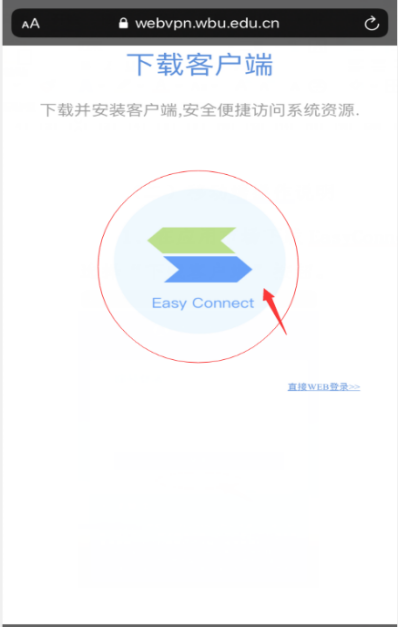 AA webvpn.wbu.edu.cn
下载客户端
下载并安装客户端,安全便捷访问系统资源.
Easy Connect
直接WEB登录>>